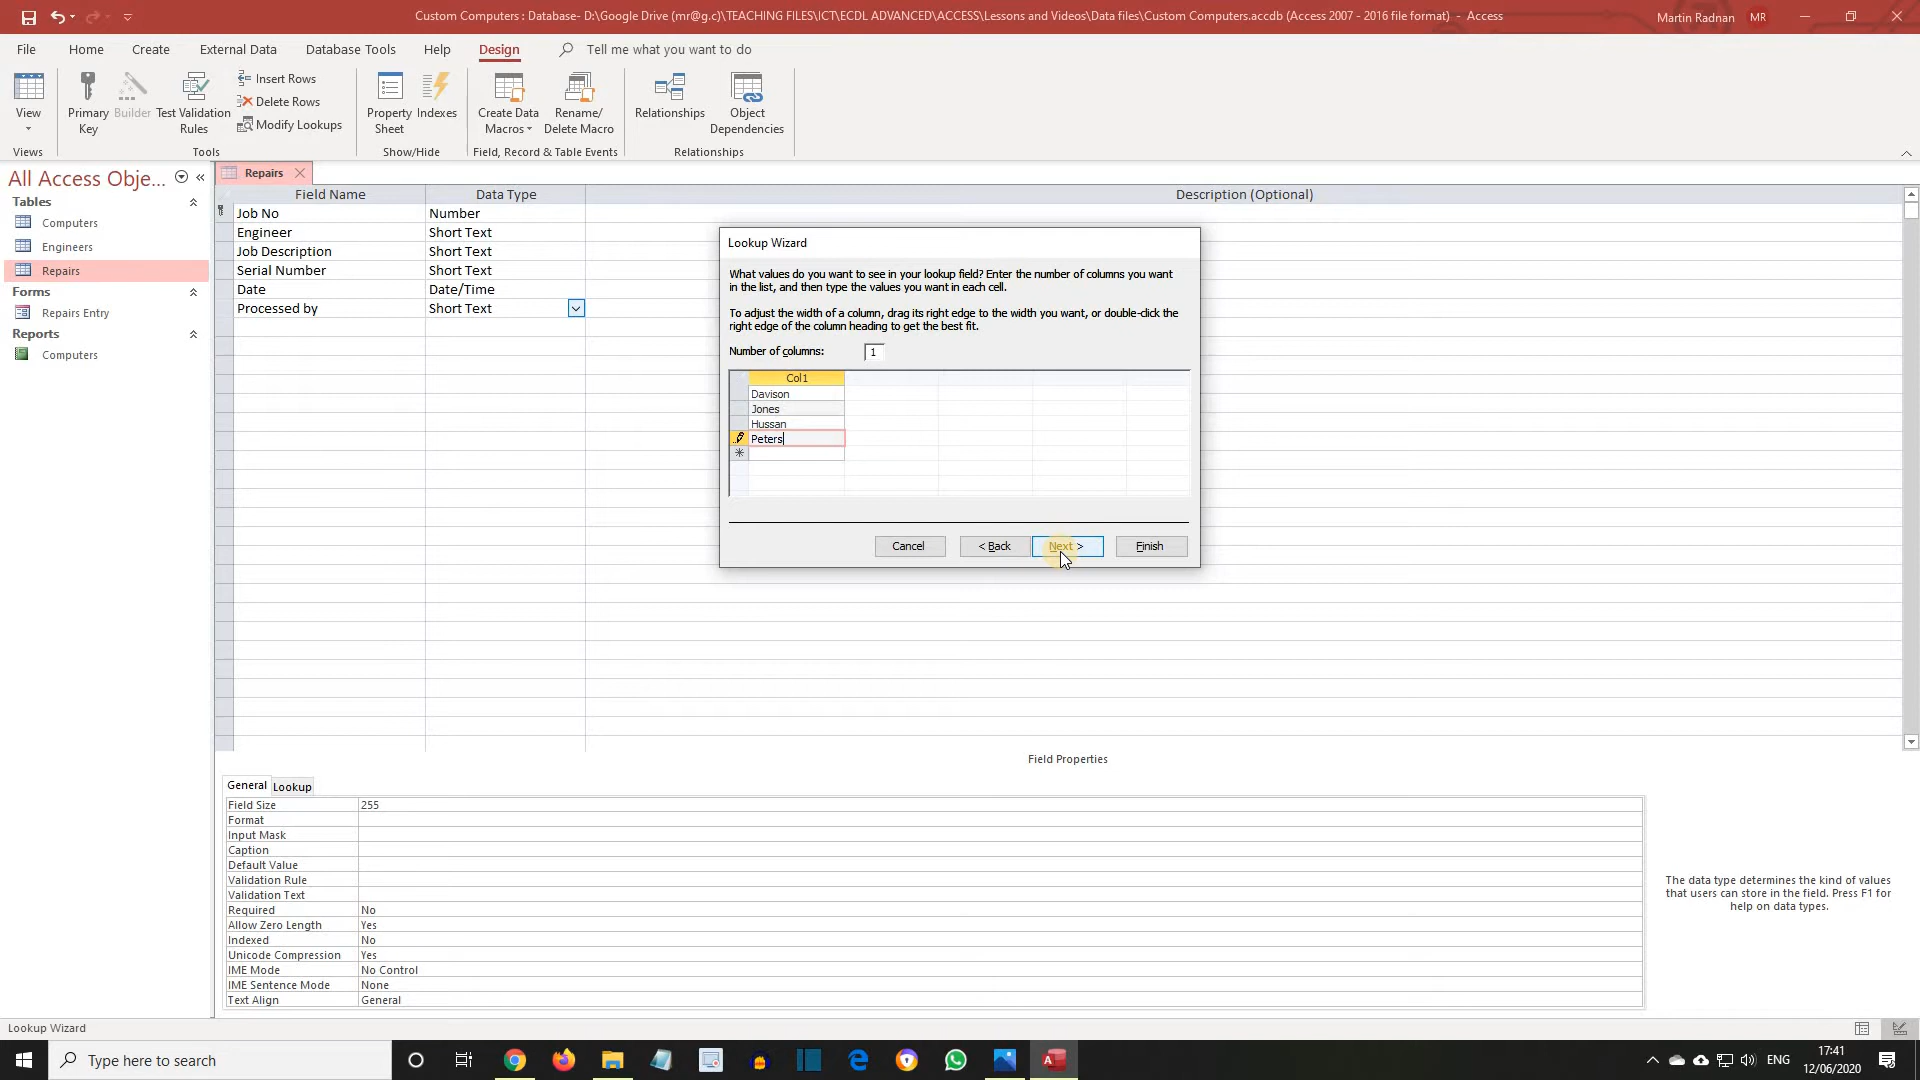 Custom Computers : Database- D:\Google Drive (mr@g.c)\TEACHING FILES\ICT\ECDL ADVANCED\ACCESS\Lessons and Videos\Data files\Custom Computers.accdb (Access 2007 - 2016 file format) - Access
Martin Radnan MR
File Home Create External Data Database Tools Help Design Tell me what you want to do
View
Primary Key
Builder
Test Validation Rules
Insert Rows
Delete Rows
Modify Lookups
Property Sheet
Indexes
Create Data Macros
Rename/ Delete Macro
Relationships
Object Dependencies
Views Tools Show/Hide Field, Record & Table Events Relationships
All Access Obje... «
Tables
Computers
Engineers
Repairs
Forms
Repairs Entry
Reports
Computers
Repairs
Field Name Data Type Description (Optional)
Job No Number
Engineer Short Text
Job Description Short Text
Serial Number Short Text
Date Date/Time
Processed by Short Text
Lookup Wizard
What values do you want to see in your lookup field? Enter the number of columns you want
in the list, and then type the values you want in each cell.
To adjust the width of a column, drag its right edge to the width you want, or double-click the
right edge of the column heading to get the best fit.
Number of columns: 1
Col1
Davison
Jones
Hussan
Peters
Cancel < Back Next > Finish
Field Properties
General Lookup
Field Size 255
Format
Input Mask
Caption
Default Value
Validation Rule
Validation Text
Required No
Allow Zero Length Yes
Indexed No
Unicode Compression Yes
IME Mode No Control
IME Sentence Mode None
Text Align General
The data type determines the kind of values
that users can store in the field. Press F1 for
help on data types.
Lookup Wizard
Type here to search
ENG
17:41
12/06/2020